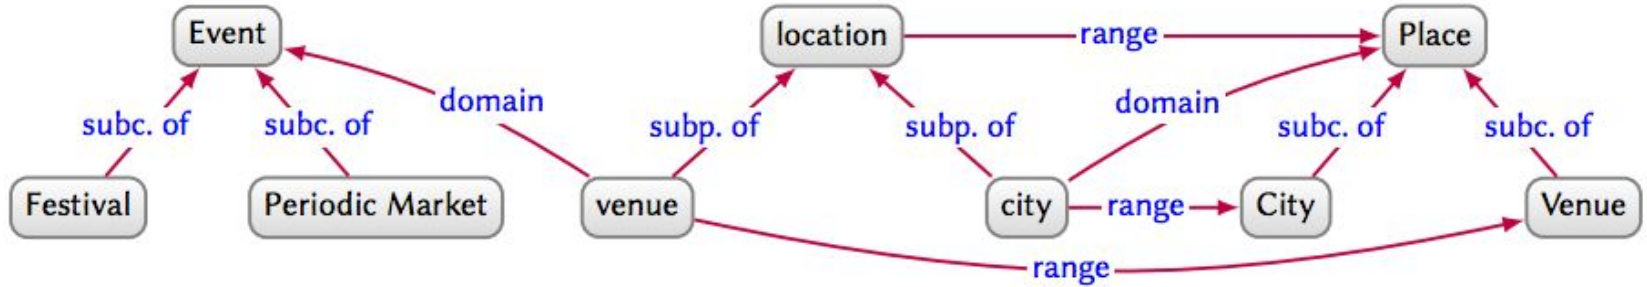 Event
location
range
Place
domain
domain
subc. of
subc. of
subp. of
subp. of
subc. of
subc. of
Festival
Periodic Market
venue
city
range
City
Venue
range